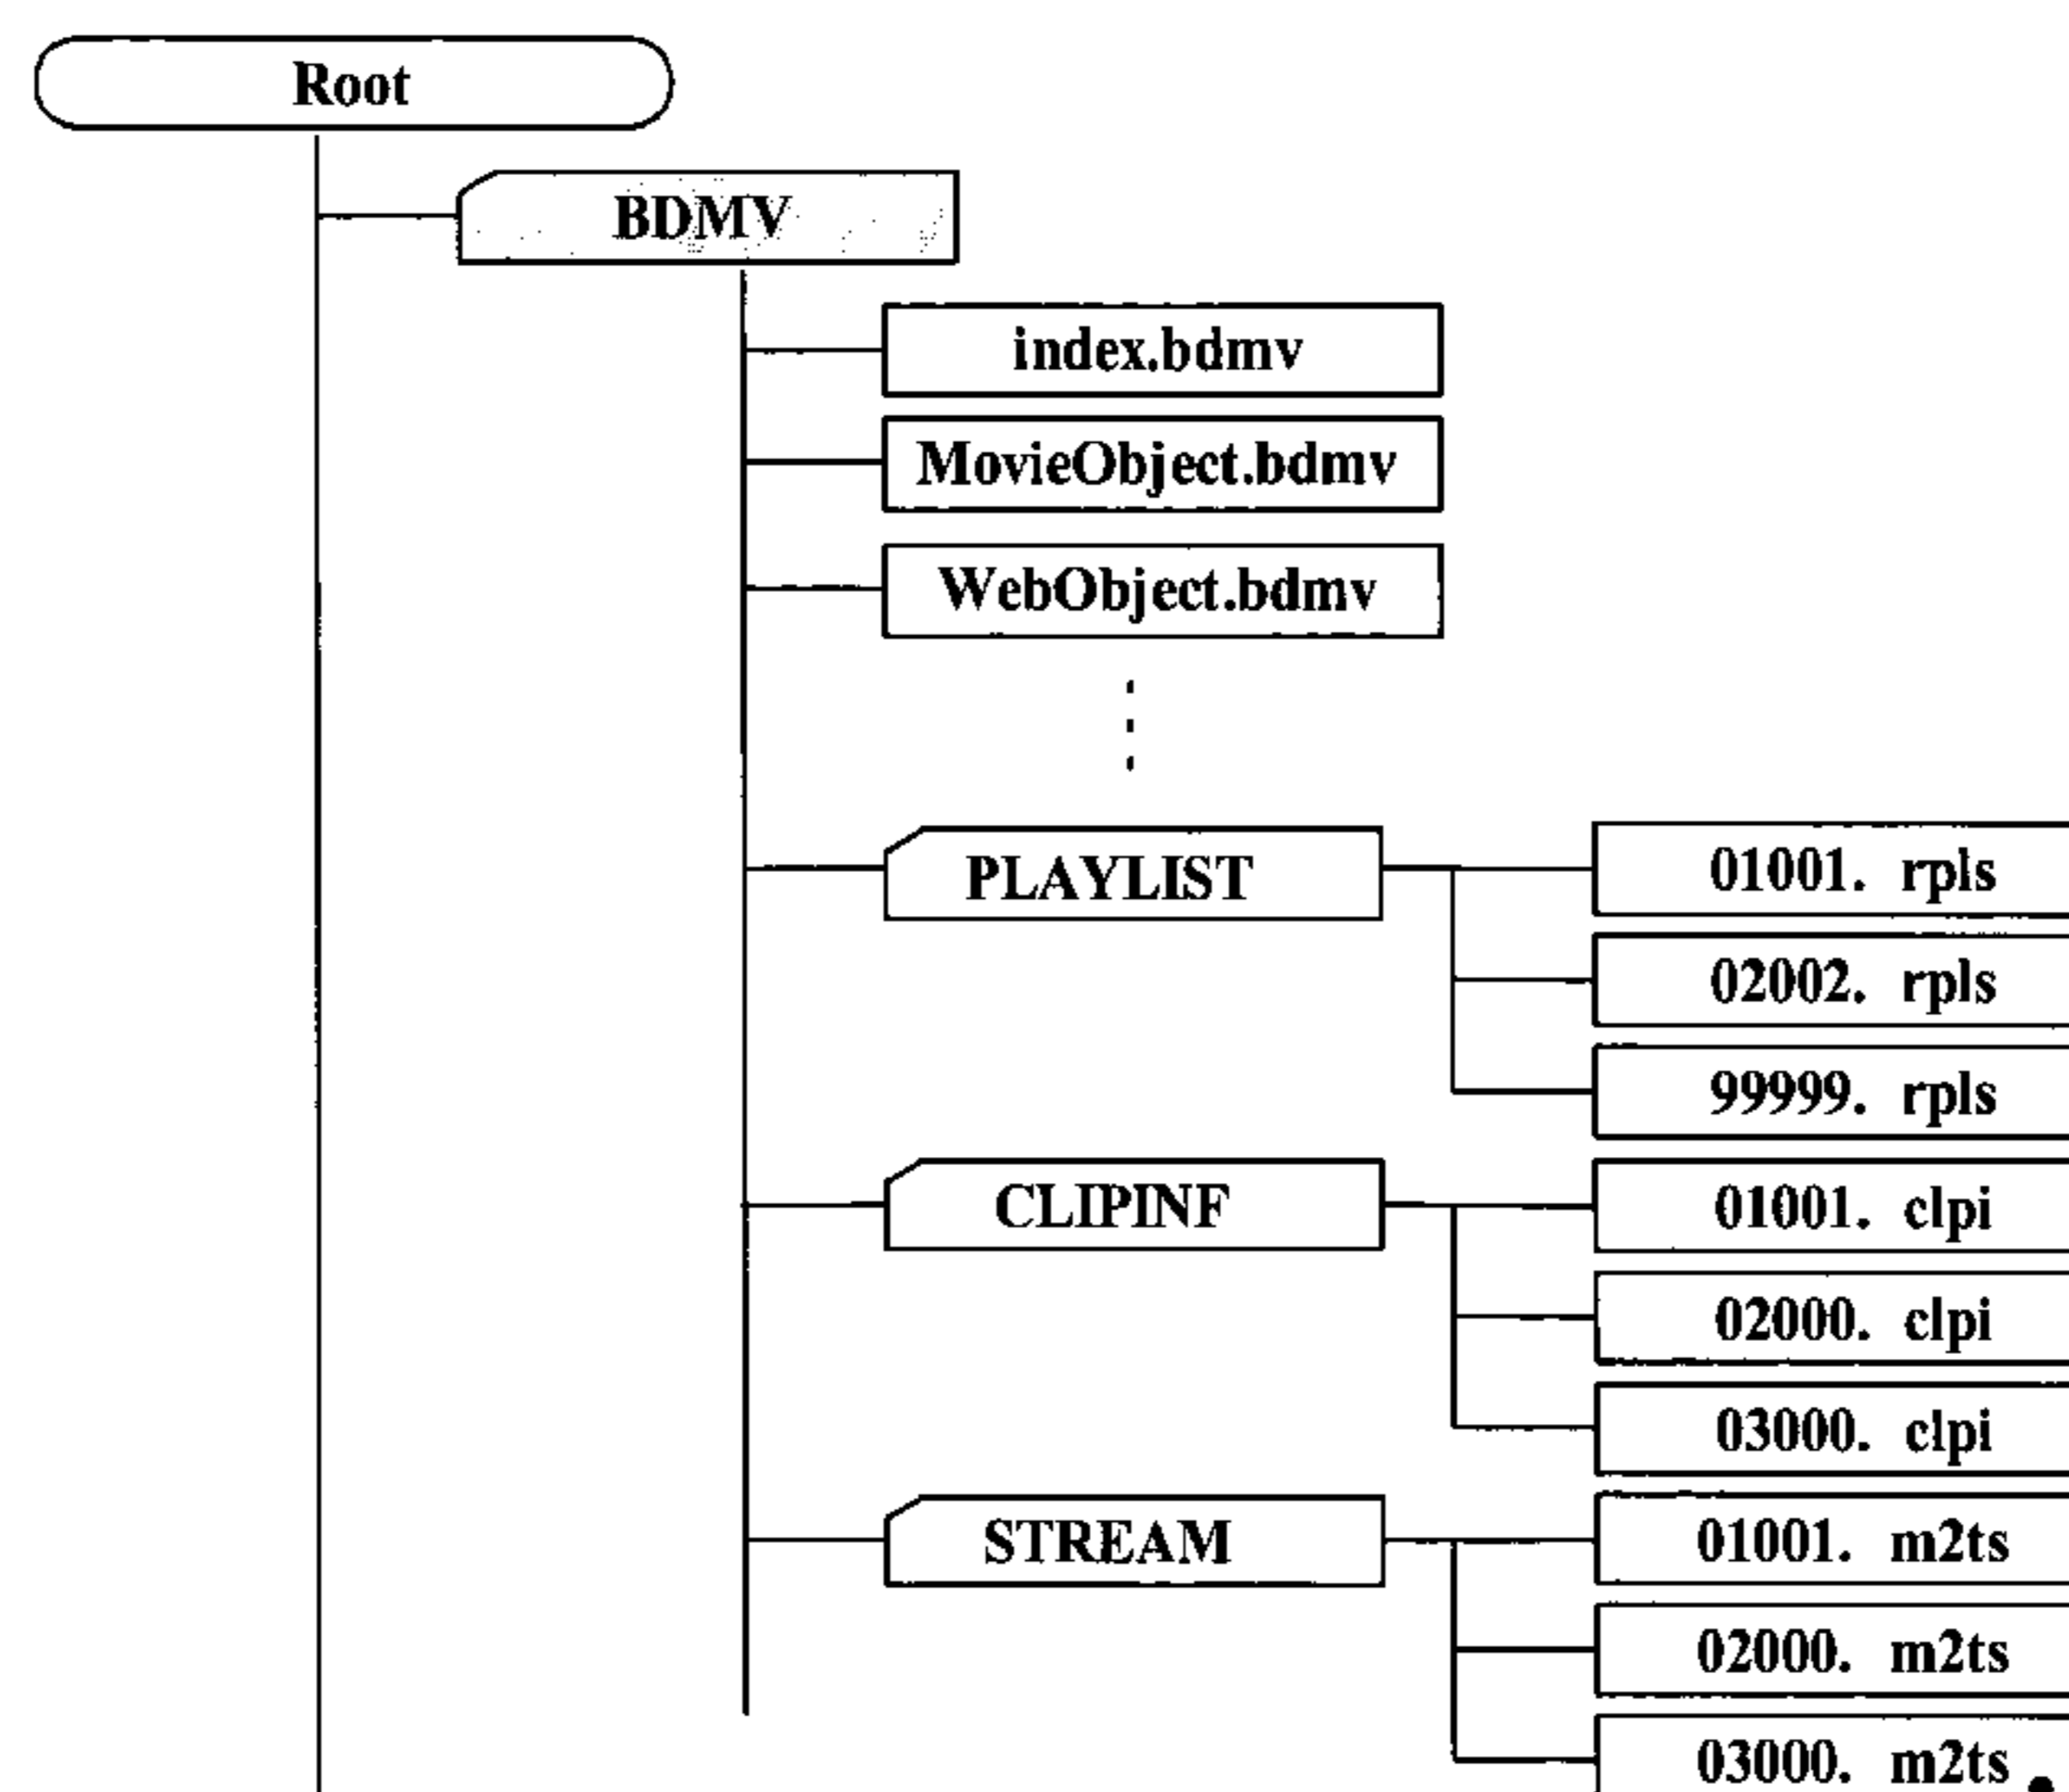 Root
BDMV
index.bdmv
MovieObject.bdmv
WebObject.bdmv
PLAYLIST
01001. rpls
02002. rpls
99999. rpls
CLIPINF
01001. clpi
02000. clpi
03000. clpi
STREAM
01001. m2ts
02000. m2ts
03000. m2ts